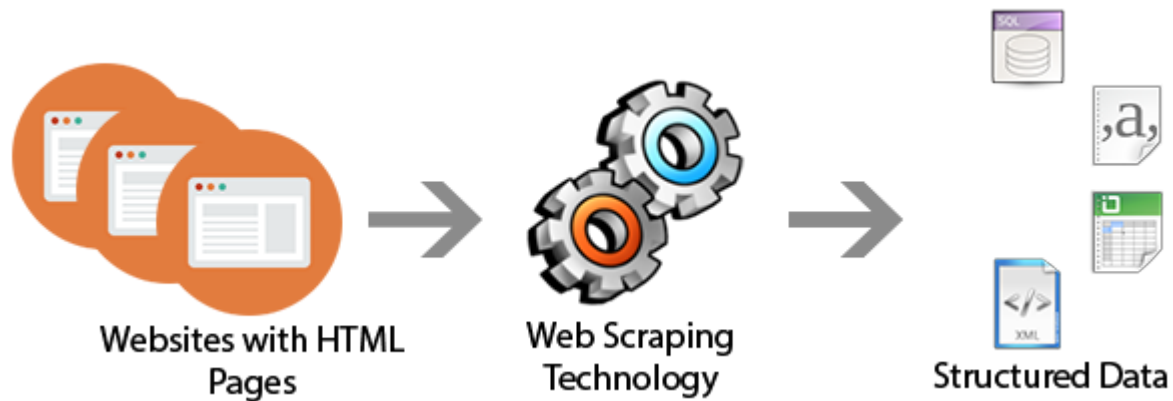 SQL
,a,
</>
XML
Websites with HTML
Pages
Web Scraping
Technology
Structured Data